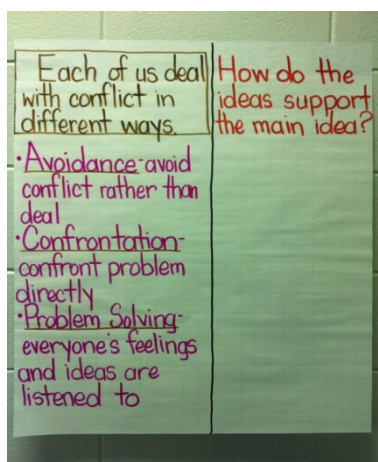 Each of us deal
with conflict in
different ways.
•Avoidance-avoid
conflict rather than
deal
•Confrontation-
confront problem
directly
•Problem Solving-
everyone's feelings
and ideas are
listened to
How do the
ideas support
the main idea?